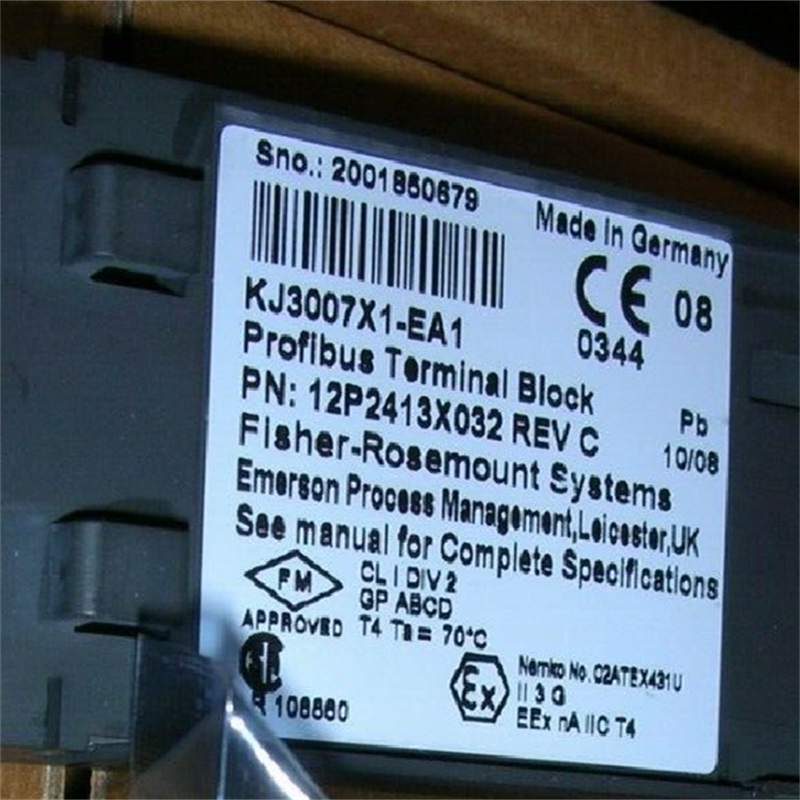 Sno.: 2001850679
Made In Germany
CE 08
0344
KJ3007X1-EA1
Profibus Terminal Block
PN: 12P2413X032 REV C
Pb
10/08
Fisher-Rosemount Systems
Emerson Process Management,Leicester,UK
See manual for Complete Specifications
FM
APPROVED
CL I DIV 2
GP ABCD
T4 Ta = 70°C
Ex
Nemko No. 02ATEX431U
II 3 G
EEx nA IIC T4